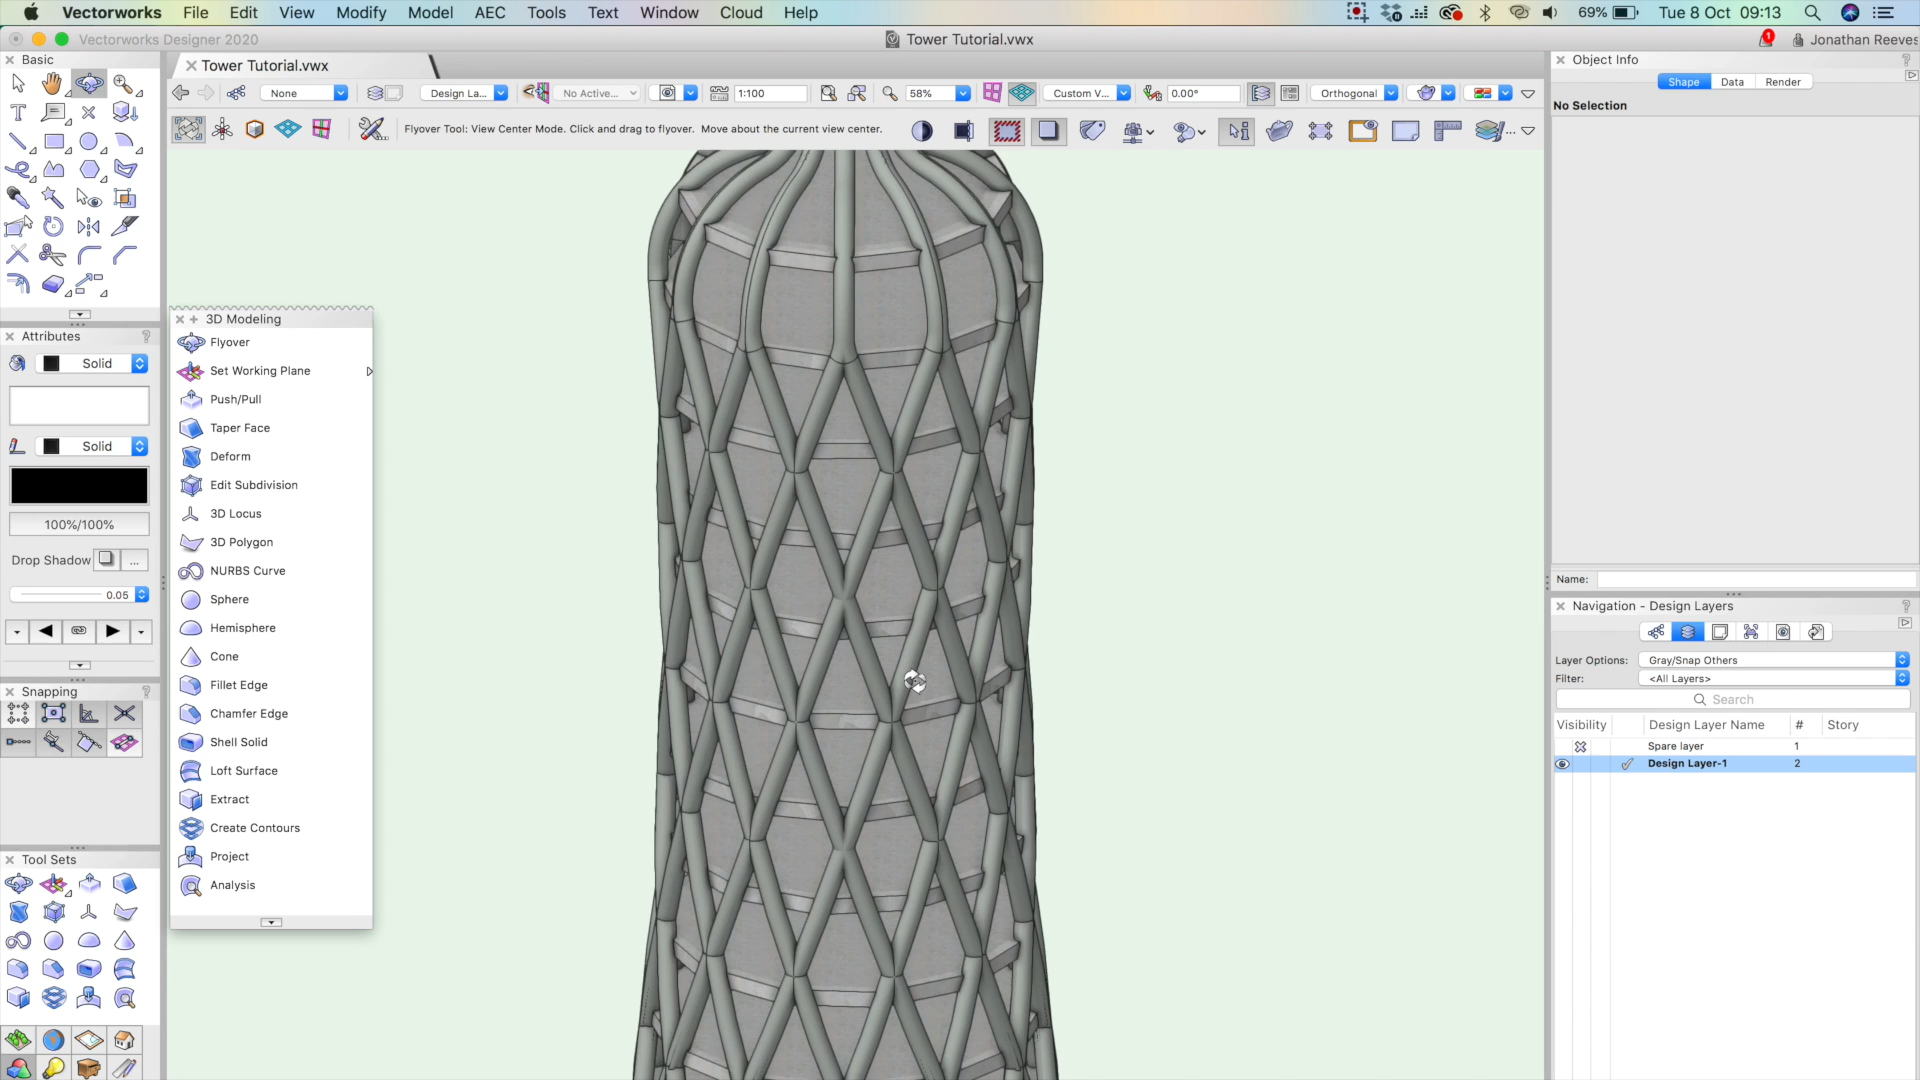 Vectorworks File Edit View Modify Model AEC Tools Text Window Cloud Help 69% Tue 8 Oct 09:13
Vectorworks Designer 2020 Tower Tutorial.vwx 1 Jonathan Reeves
Basic
Tower Tutorial.vwx
None Design La... No Active... 1:100 58% Custom V... 0.00° Orthogonal
Flyover Tool: View Center Mode. Click and drag to flyover. Move about the current view center.
Attributes
Solid
Solid
100%/100%
Drop Shadow ...
0.05
Snapping
Tool Sets
3D Modeling
Flyover
Set Working Plane
Push/Pull
Taper Face
Deform
Edit Subdivision
3D Locus
3D Polygon
NURBS Curve
Sphere
Hemisphere
Cone
Fillet Edge
Chamfer Edge
Shell Solid
Loft Surface
Extract
Create Contours
Project
Analysis
Object Info
Shape Data Render
No Selection
Name:
Navigation - Design Layers
Layer Options: Gray/Snap Others
Filter: <All Layers>
Search
Visibility Design Layer Name # Story
Spare layer 1
Design Layer-1 2